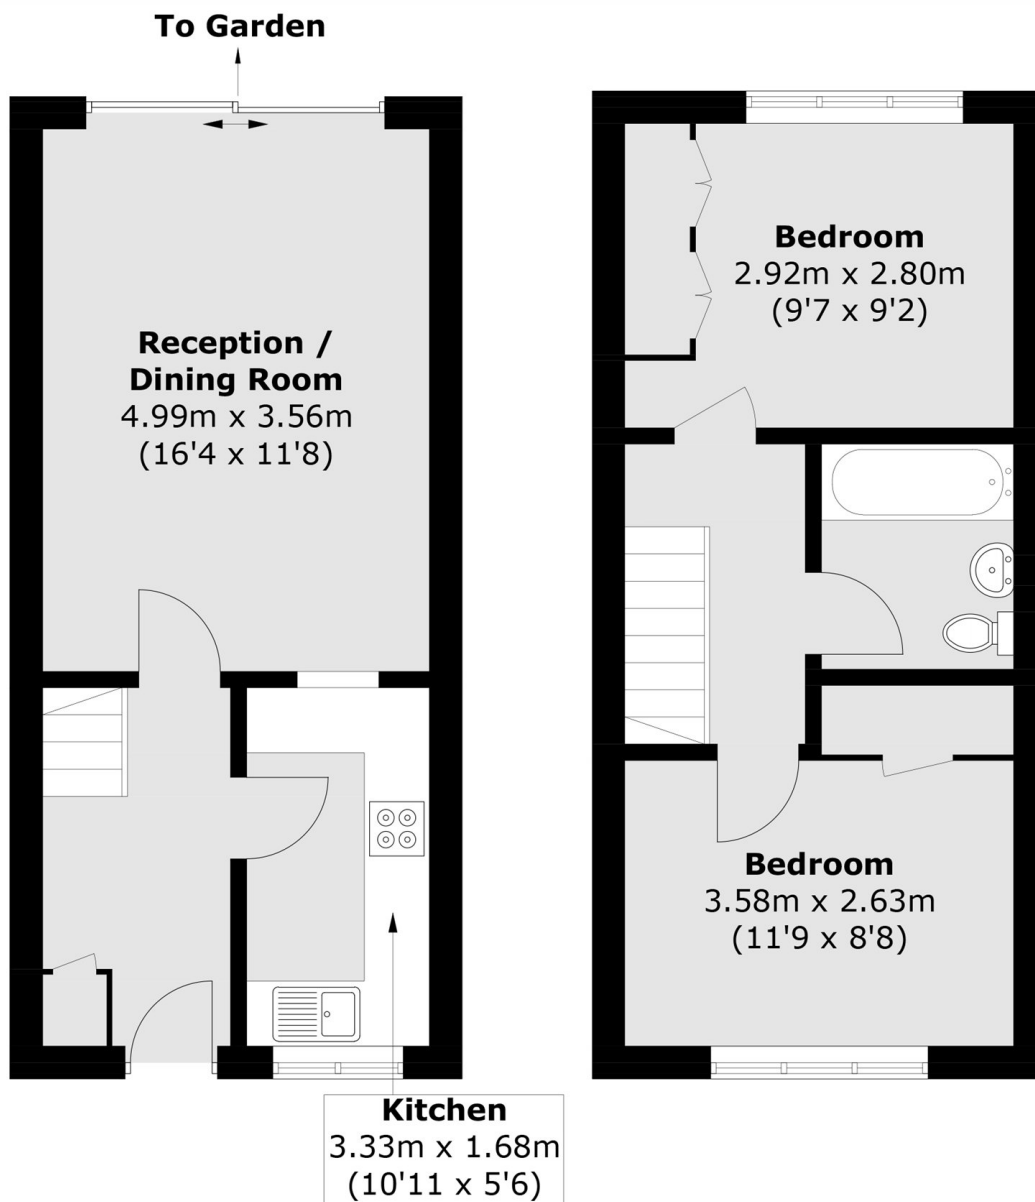 To Garden
Reception /
Dining Room
4.99m x 3.56m
(16'4 x 11'8)
Kitchen
3.33m x 1.68m
(10'11 x 5'6)
Bedroom
2.92m x 2.80m
(9'7 x 9'2)
Bedroom
3.58m x 2.63m
(11'9 x 8'8)